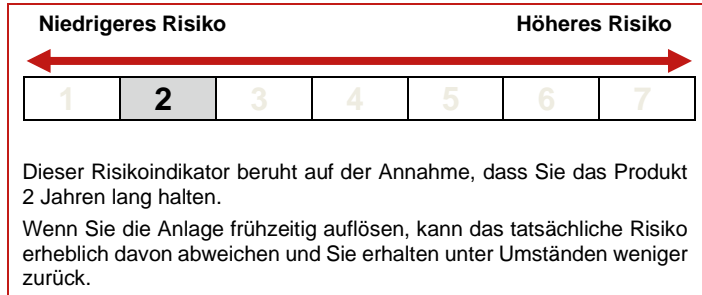 Niedrigeres Risiko Höheres Risiko
1 2 3 4 5 6 7
Dieser Risikoindikator beruht auf der Annahme, dass Sie das Produkt
2 Jahren lang halten.
Wenn Sie die Anlage frühzeitig auflösen, kann das tatsächliche Risiko
erheblich davon abweichen und Sie erhalten unter Umständen weniger
zurück.